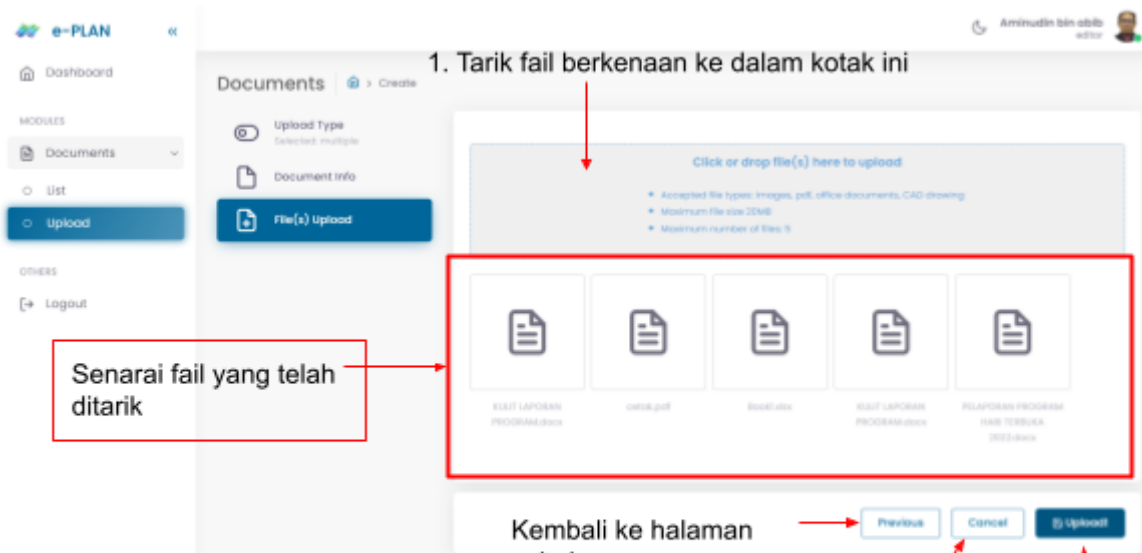 e-PLAN
«
Aminudin bin abib
editor
Dashboard
1. Tarik fail berkenaan ke dalam kotak ini
Documents
> Create
MODULES
Documents
List
Upload
OTHERS
Logout
Upload Type
Selected: multiple
Document Info
File(s) Upload
Click or drop file(s) here to upload
Accepted file types: images, pdf, office documents, CAD drawing
Maximum file size 20MB
Maximum number of files: 5
Senarai fail yang telah
ditarik
KULIT LAPORAN
PROGRAM.docx
cetak.pdf
KULIT LAPORAN
PROGRAM.docx
PELAPORAN PROGRAM
HARI TERBUKA
2022.docx
Kembali ke halaman
Previous
Cancel
Upload!